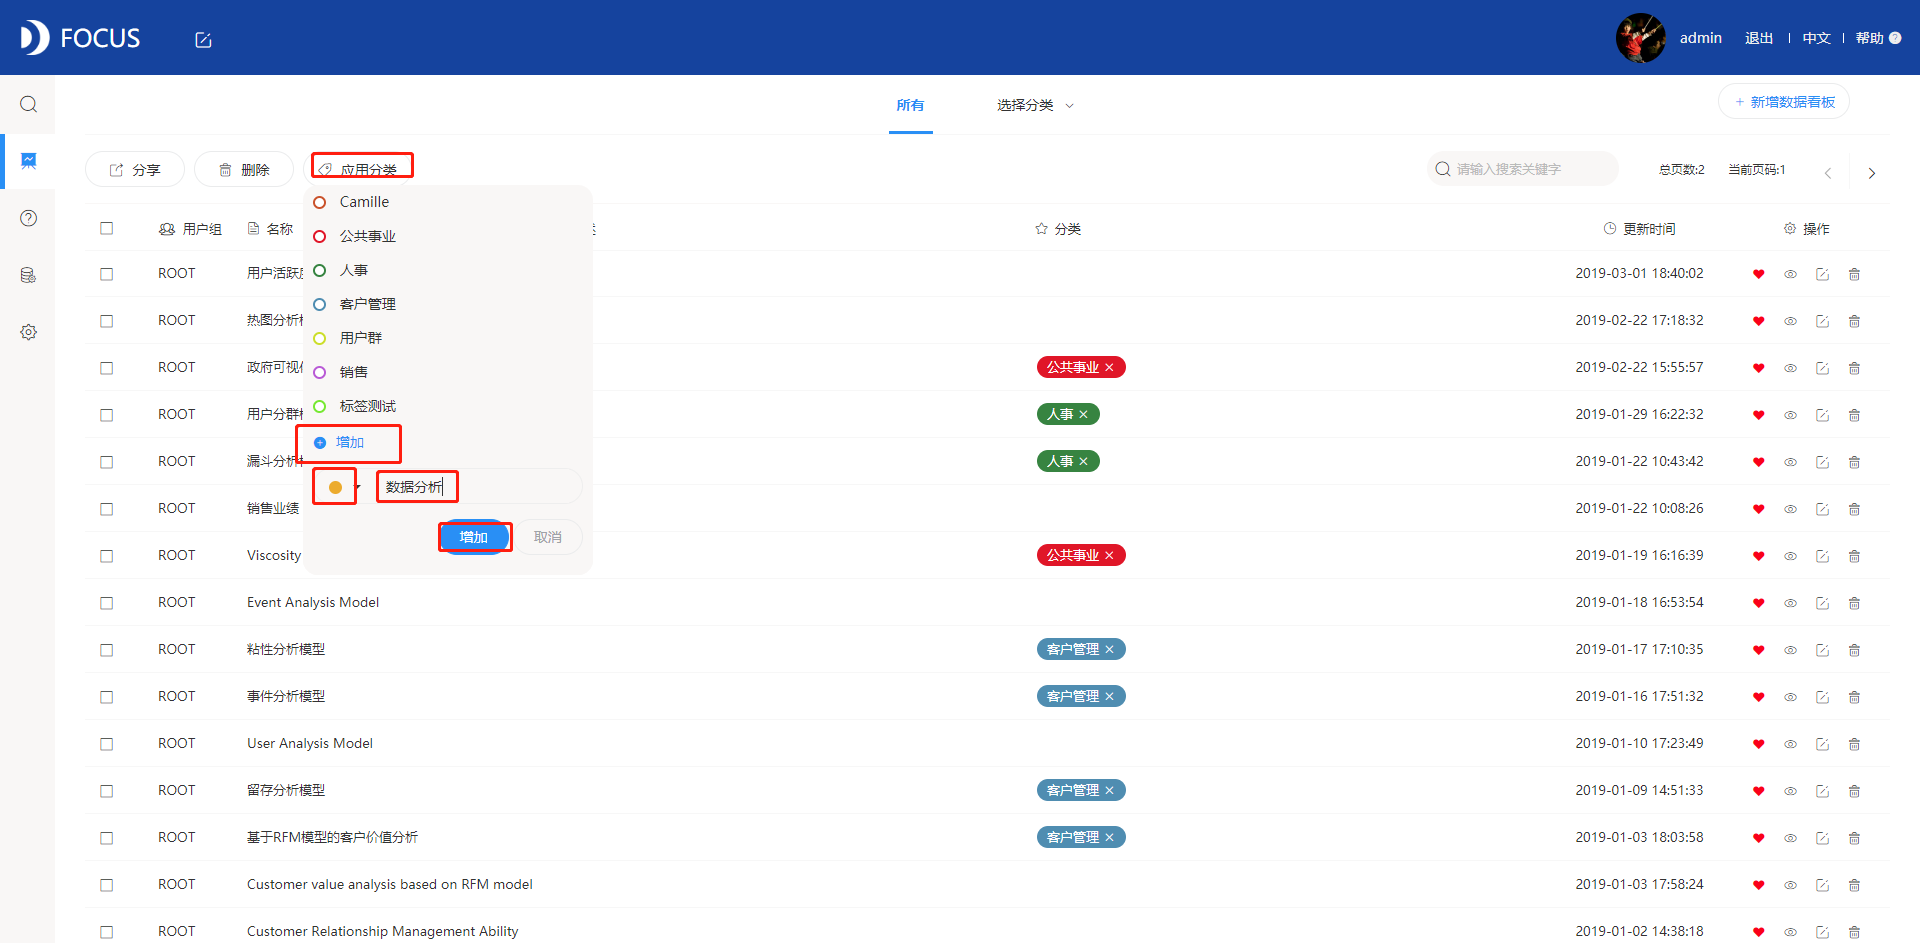 FOCUS
admin 退出 | 中文 | 帮助 ?
所有 选择分类
+ 新增数据看板
分享 删除 应用分类
请输入搜索关键字 总页数:2 当前页码:1
Camille
公共事业
人事
客户管理
用户群
销售
标签测试
增加
数据分析
增加 取消
用户组 名称 分类 更新时间 操作
ROOT 用户活跃 2019-03-01 18:40:02
ROOT 热图分析 2019-02-22 17:18:32
ROOT 政府可视 公共事业 × 2019-02-22 15:55:57
ROOT 用户分群 人事 × 2019-01-29 16:22:32
ROOT 漏斗分析 人事 × 2019-01-22 10:43:42
ROOT 销售业绩 2019-01-22 10:08:26
ROOT Viscosity 公共事业 × 2019-01-19 16:16:39
ROOT Event Analysis Model 2019-01-18 16:53:54
ROOT 粘性分析模型 客户管理 × 2019-01-17 17:10:35
ROOT 事件分析模型 客户管理 × 2019-01-16 17:51:32
ROOT User Analysis Model 2019-01-10 17:23:49
ROOT 留存分析模型 客户管理 × 2019-01-09 14:51:33
ROOT 基于RFM模型的客户价值分析 客户管理 × 2019-01-03 18:03:58
ROOT Customer value analysis based on RFM model 2019-01-03 17:58:24
ROOT Customer Relationship Management Ability 2019-01-02 14:38:18